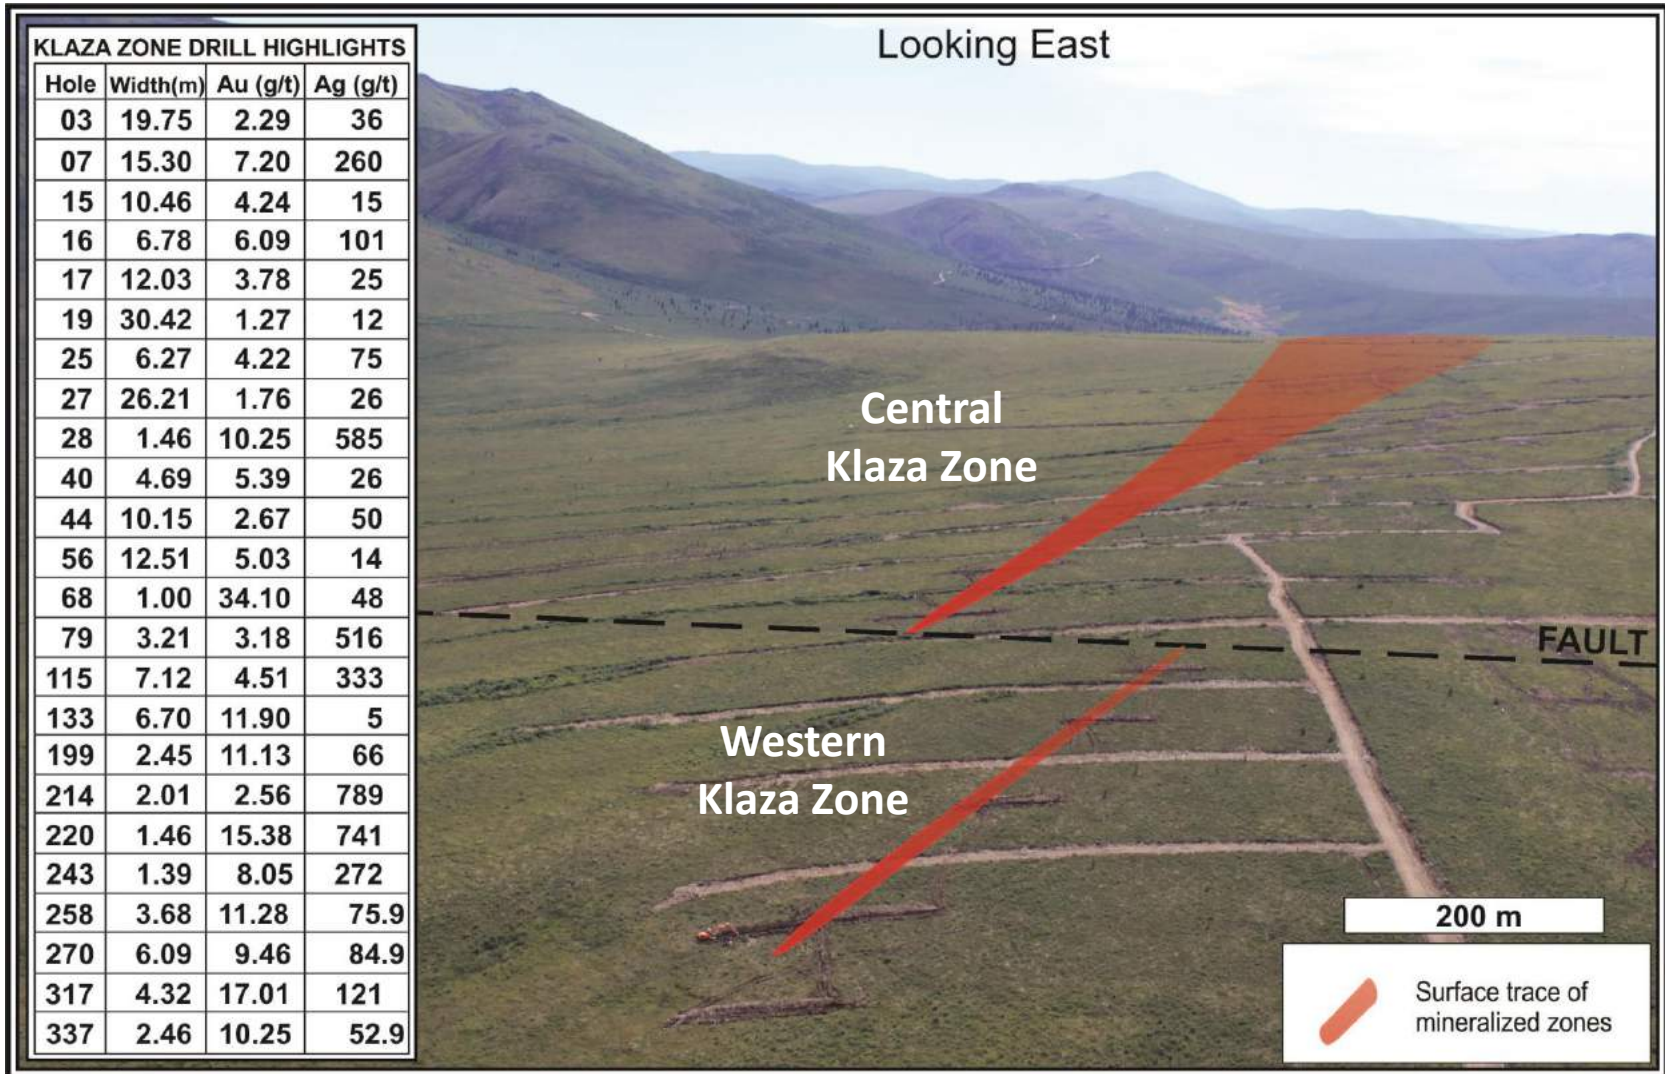 KLAZA ZONE DRILL HIGHLIGHTS
Hole Width(m) Au (g/t) Ag (g/t)
03 19.75 2.29 36
07 15.30 7.20 260
15 10.46 4.24 15
16 6.78 6.09 101
17 12.03 3.78 25
19 30.42 1.27 12
25 6.27 4.22 75
27 26.21 1.76 26
28 1.46 10.25 585
40 4.69 5.39 26
44 10.15 2.67 50
56 12.51 5.03 14
68 1.00 34.10 48
79 3.21 3.18 516
115 7.12 4.51 333
133 6.70 11.90 5
199 2.45 11.13 66
214 2.01 2.56 789
220 1.46 15.38 741
243 1.39 8.05 272
258 3.68 11.28 75.9
270 6.09 9.46 84.9
317 4.32 17.01 121
337 2.46 10.25 52.9
Looking East
Central
Klaza Zone
FAULT
Western
Klaza Zone
200 m
Surface trace of
mineralized zones